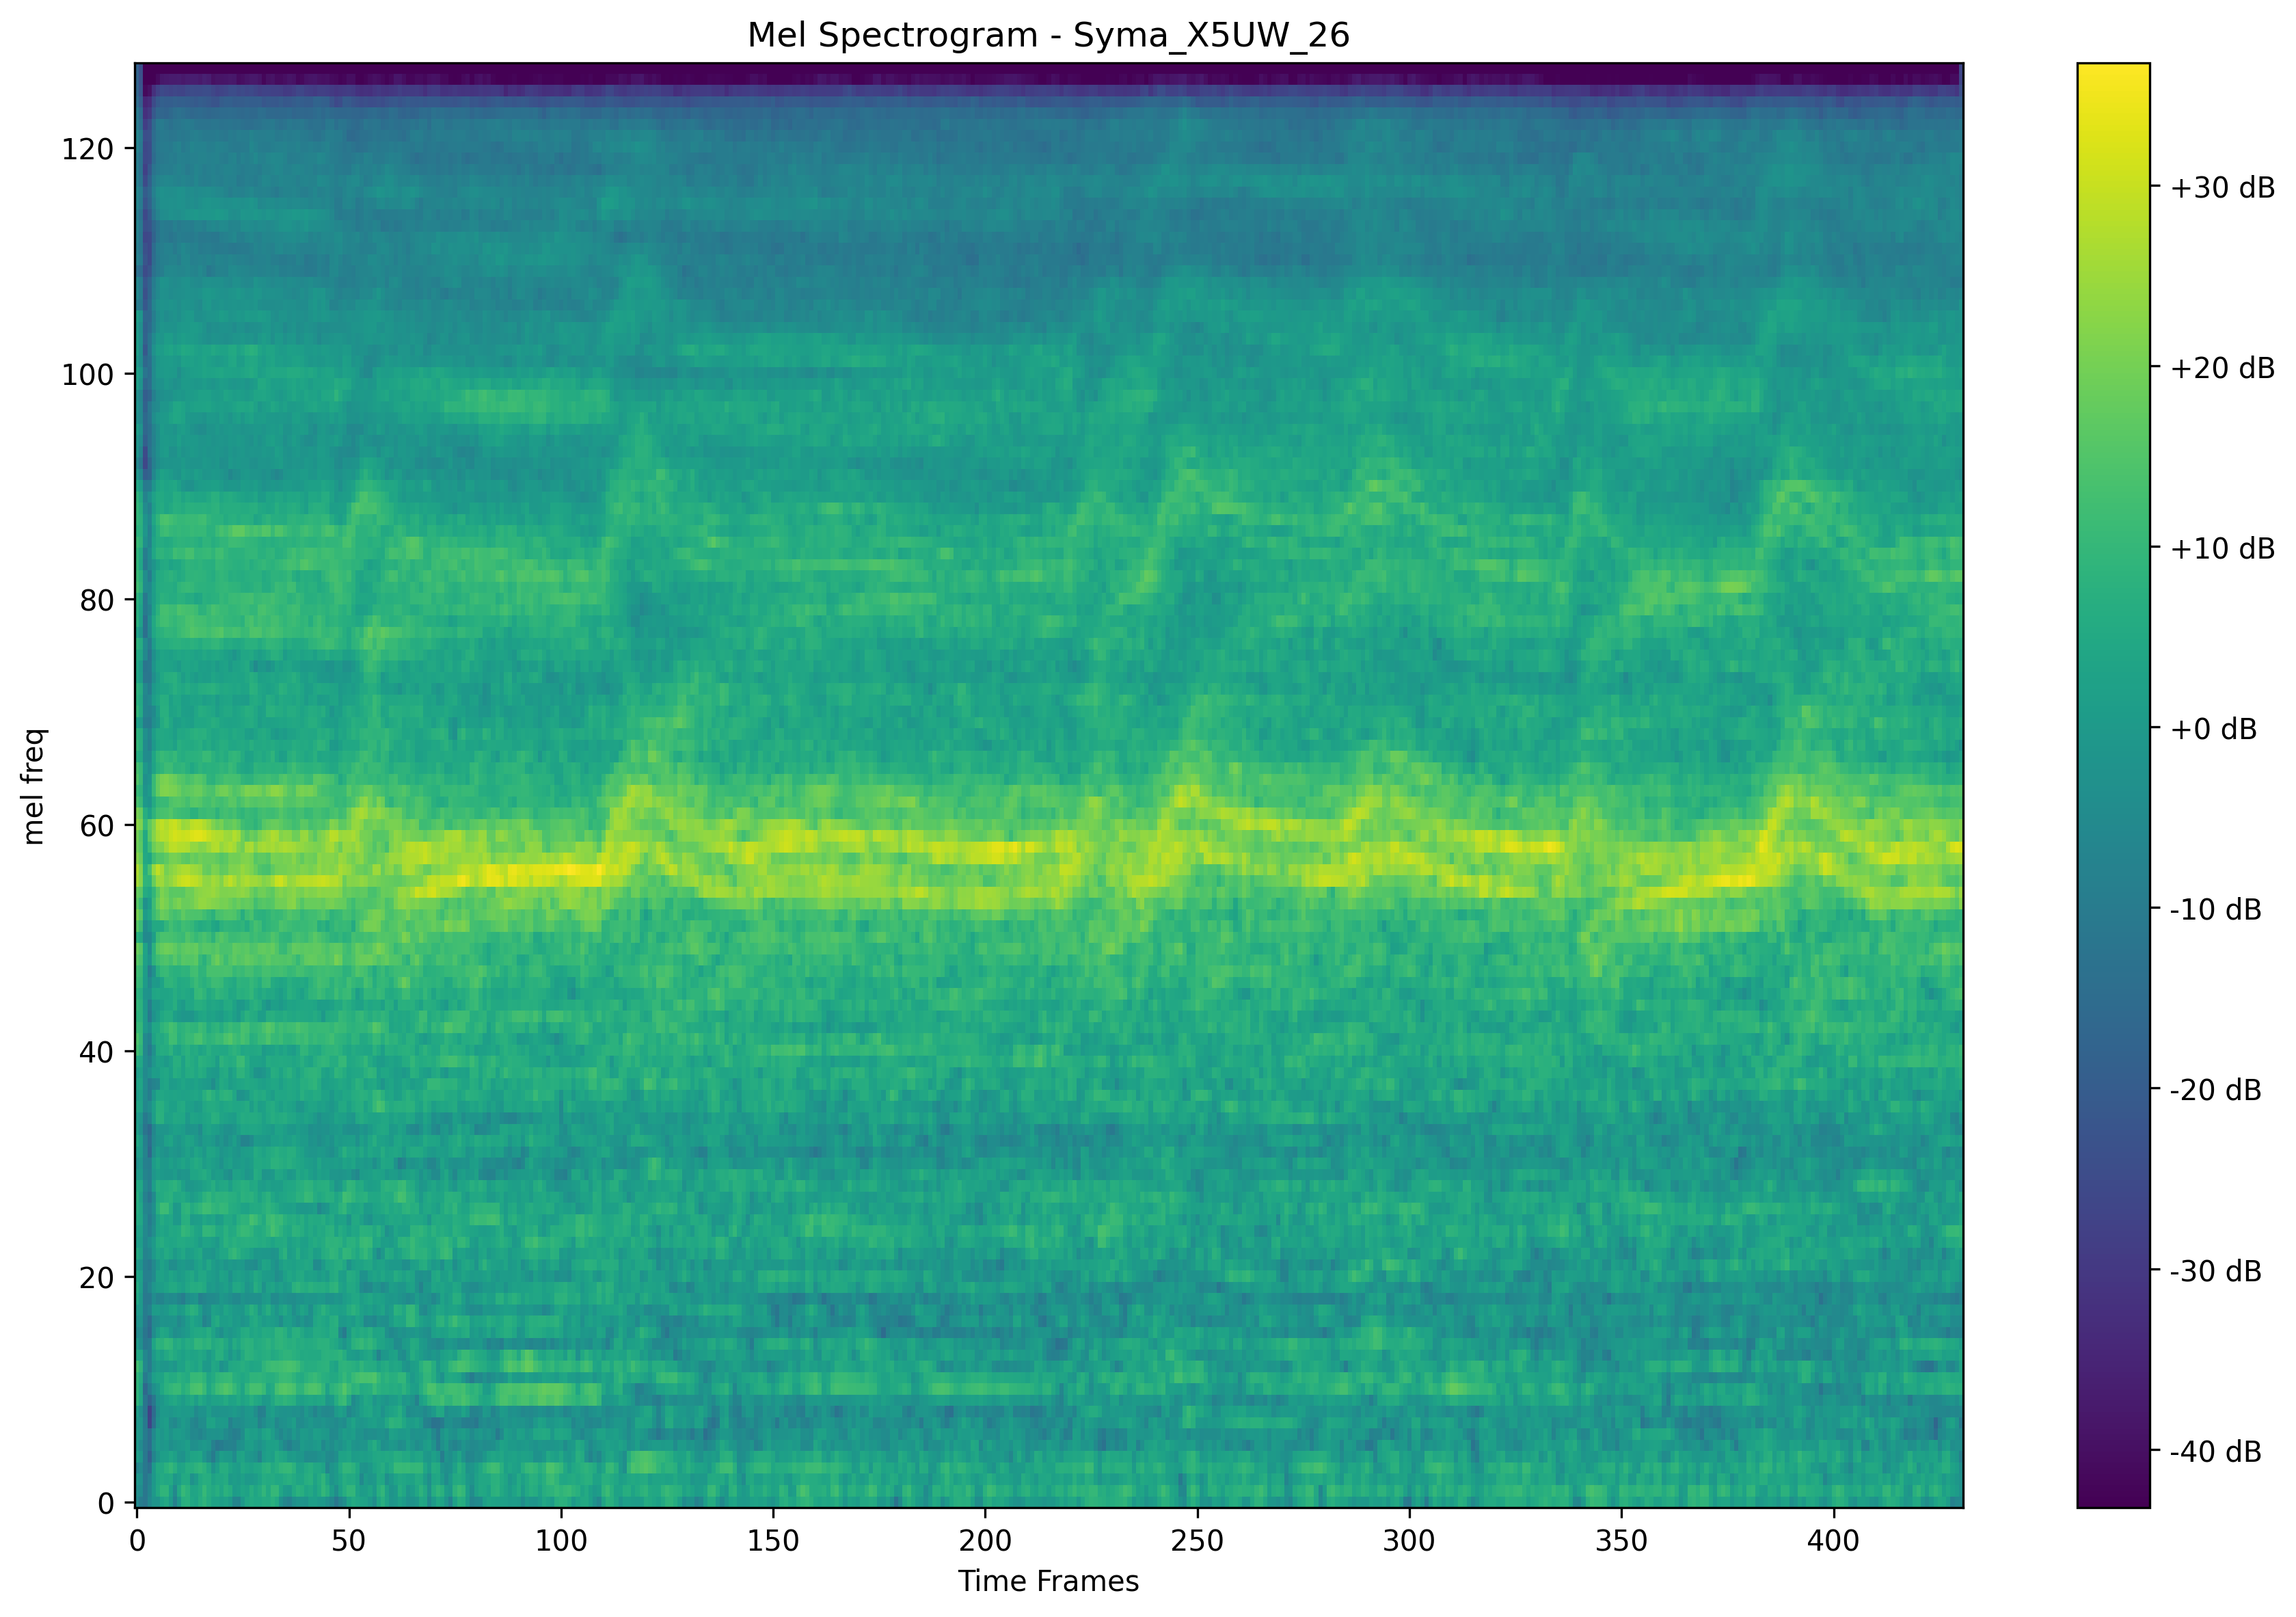 Mel Spectrogram - Syma_X5UW_26
mel freq
120
100
80
60
40
20
0
0 50 100 150 200 250 300 350 400
Time Frames
+30 dB
+20 dB
+10 dB
+0 dB
-10 dB
-20 dB
-30 dB
-40 dB